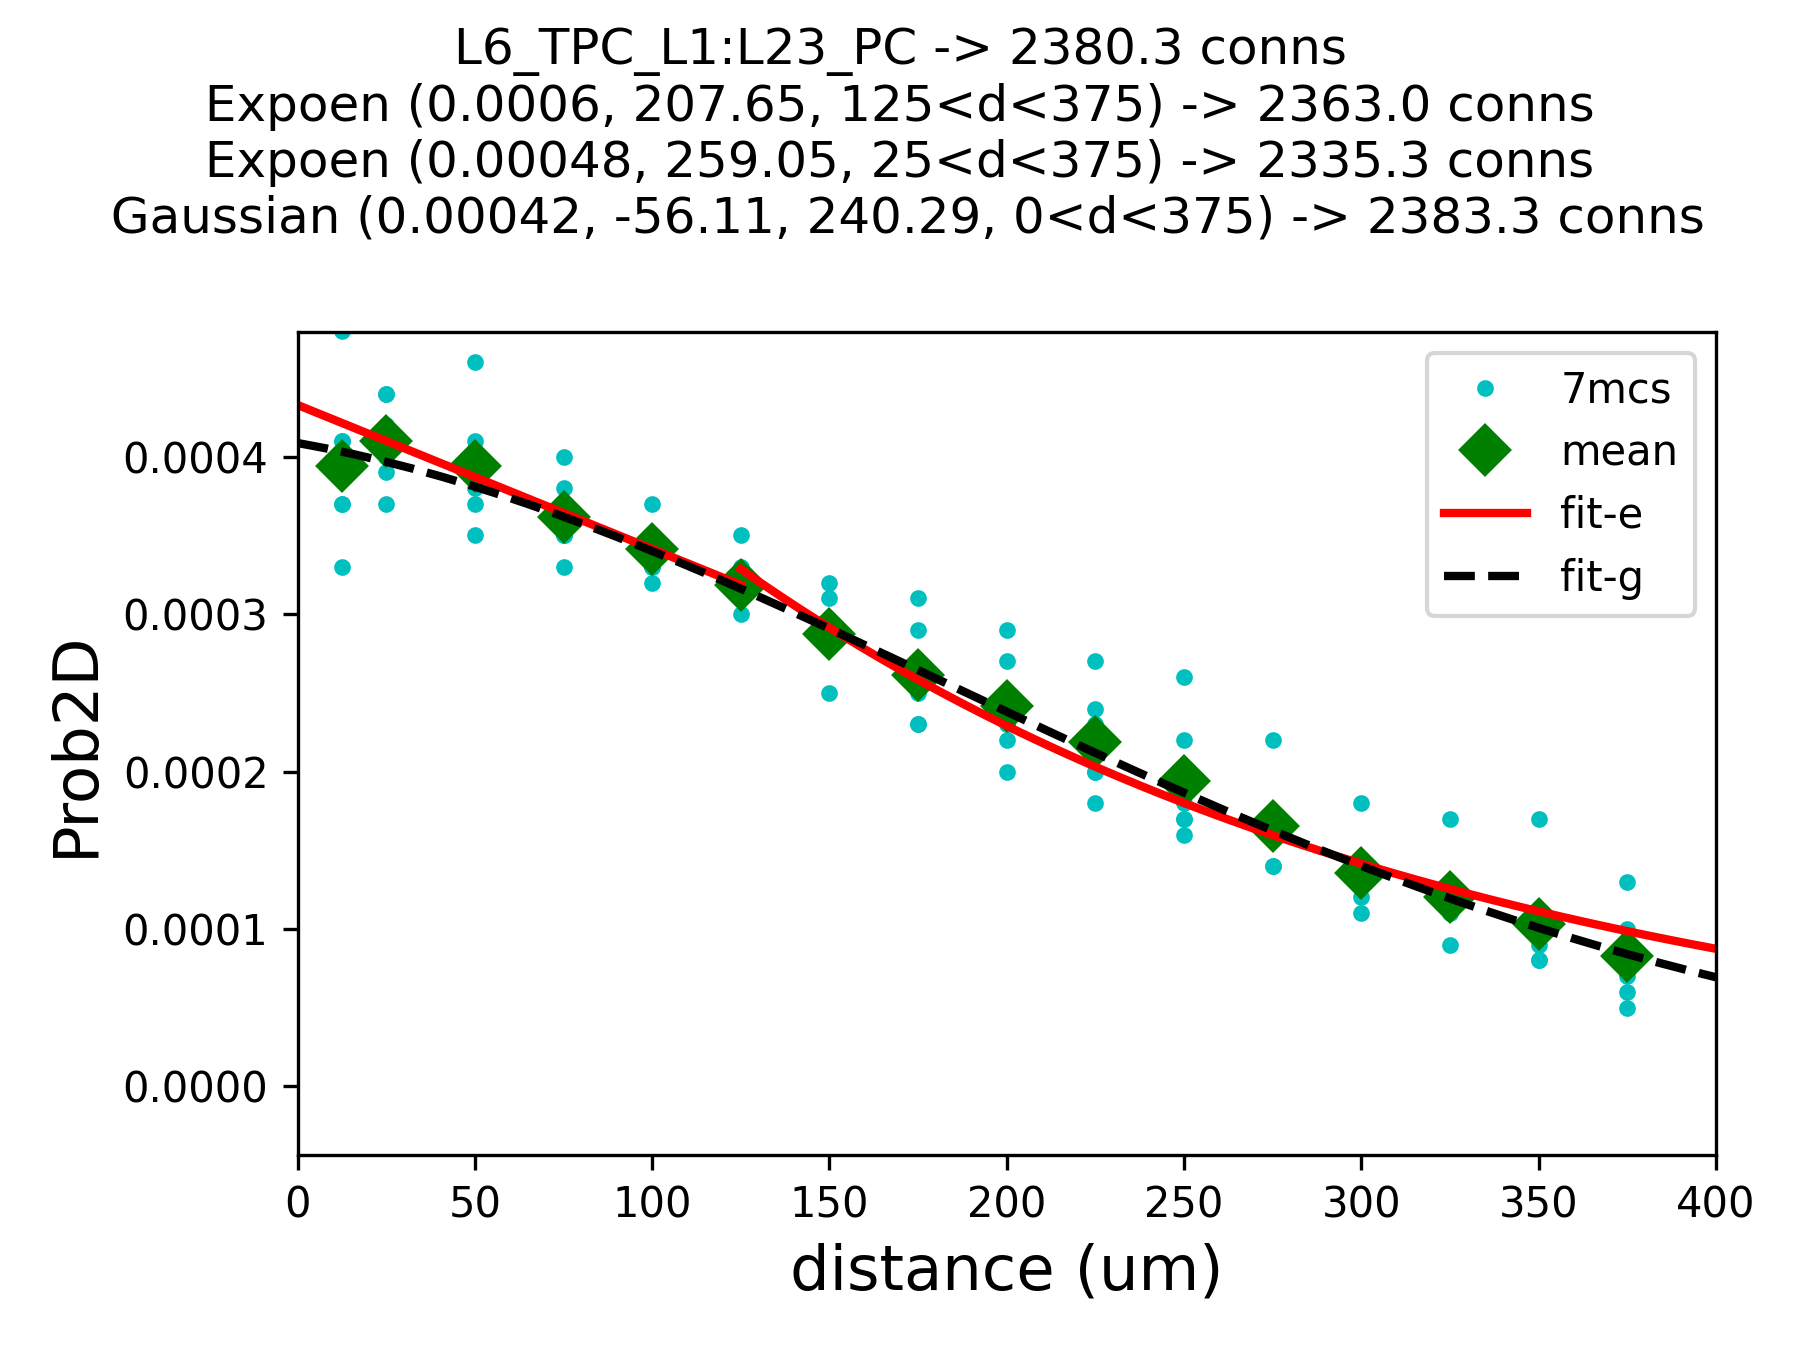 L6_TPC_L1:L23_PC -> 2380.3 conns
Expoen (0.0006, 207.65, 125<d<375) -> 2363.0 conns
Expoen (0.00048, 259.05, 25<d<375) -> 2335.3 conns
Gaussian (0.00042, -56.11, 240.29, 0<d<375) -> 2383.3 conns
7mcs
mean
fit-e
fit-g
Prob2D
0.0004
0.0003
0.0002
0.0001
0.0000
0 50 100 150 200 250 300 350 400
distance (um)